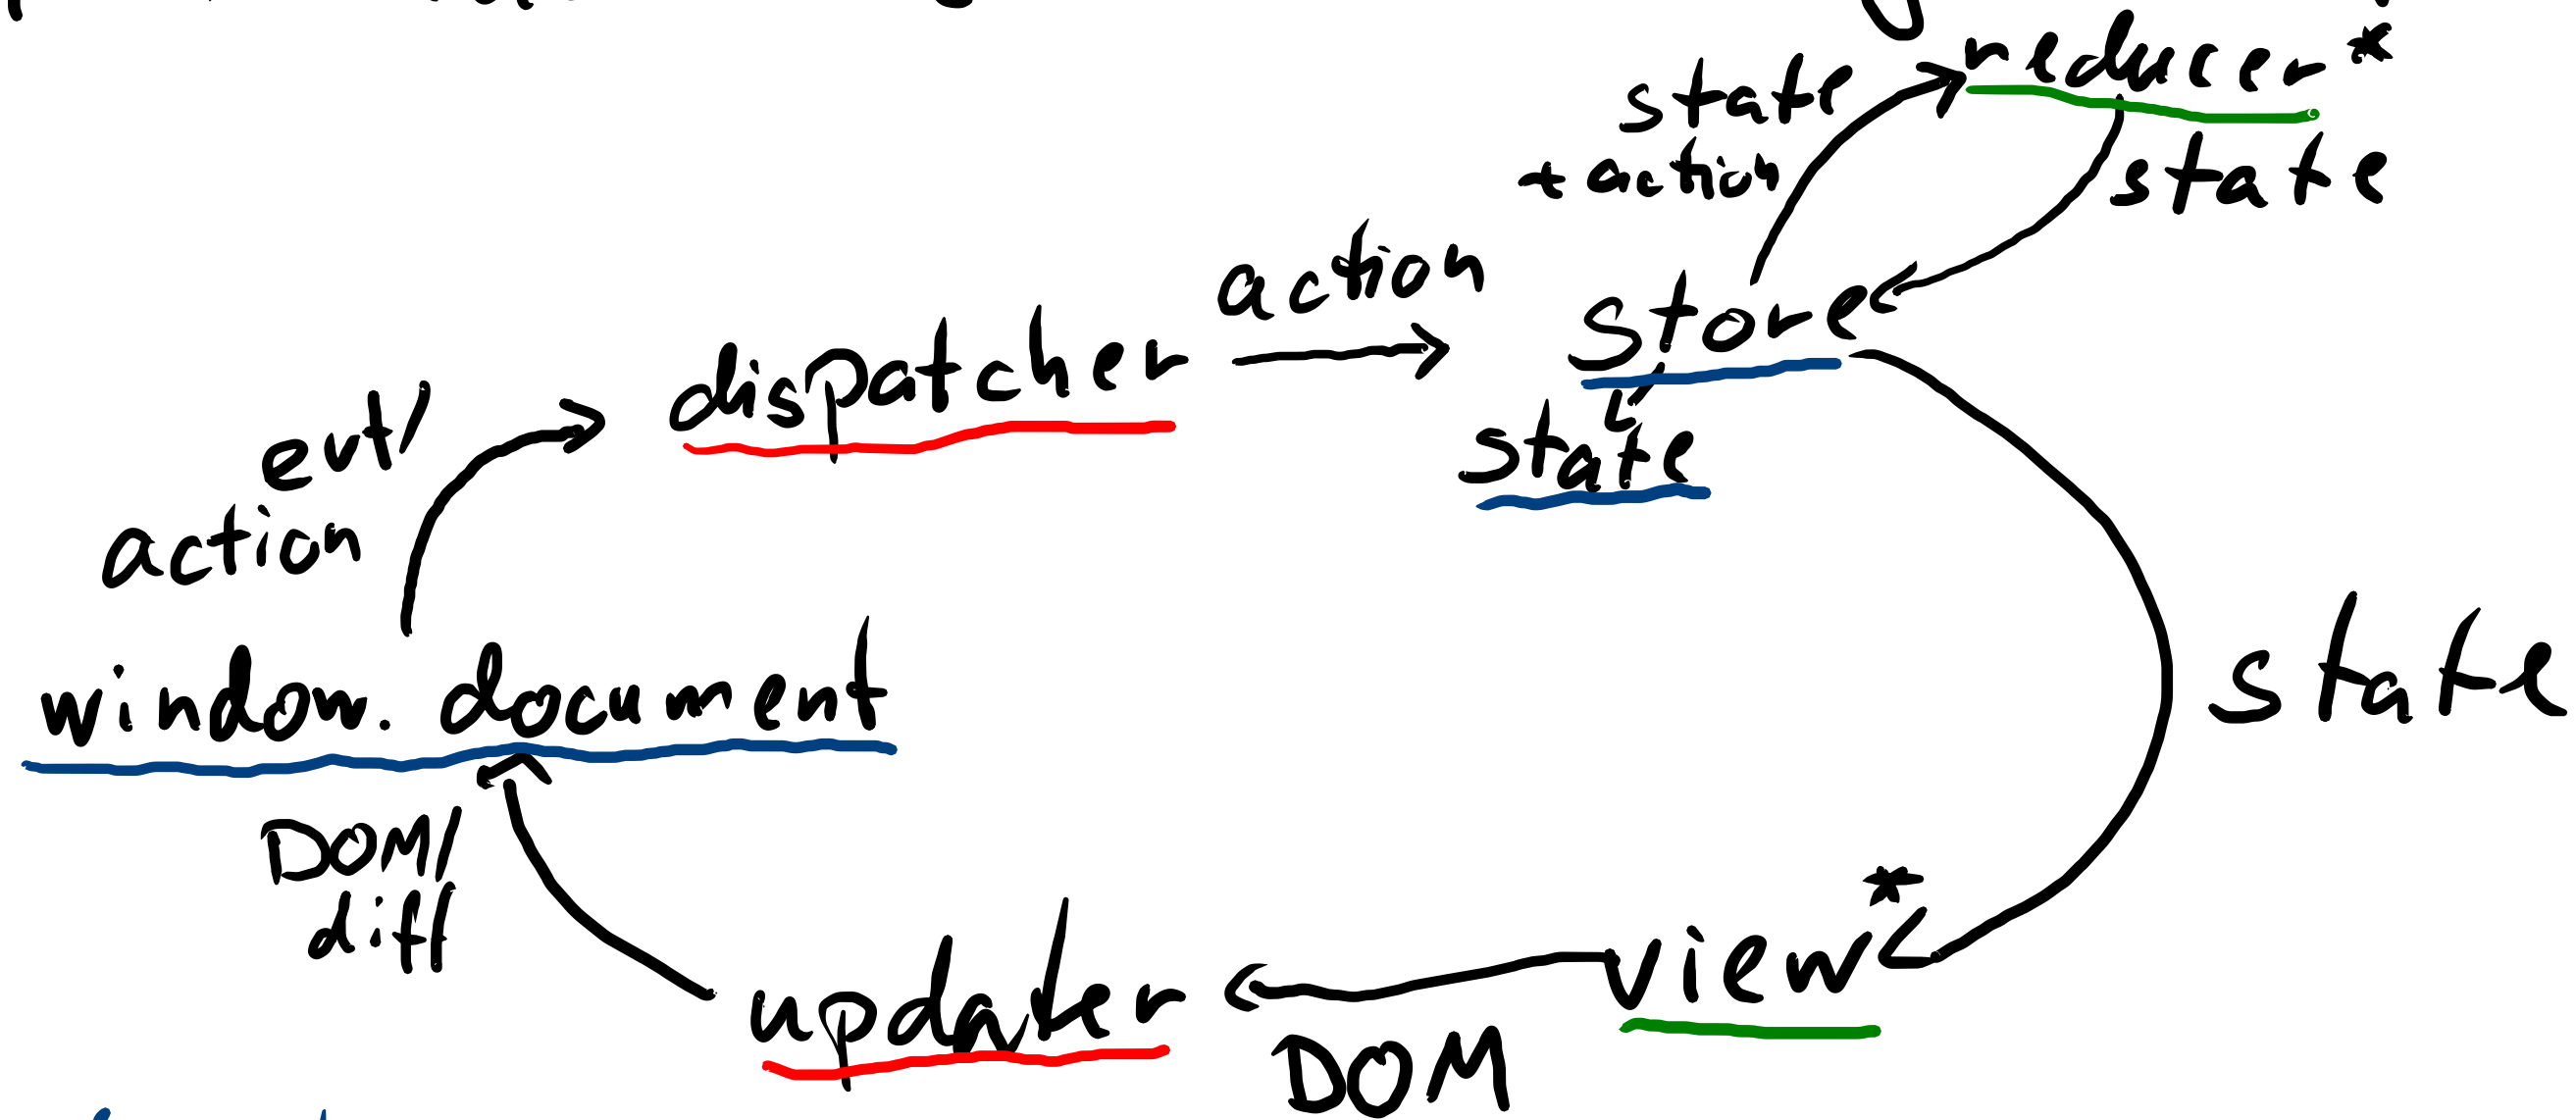 reducer*
state
+ action
state
action
store
dispatcher
state
evt/
action
window.document
state
DOM/
diff
view*
updater
DOM